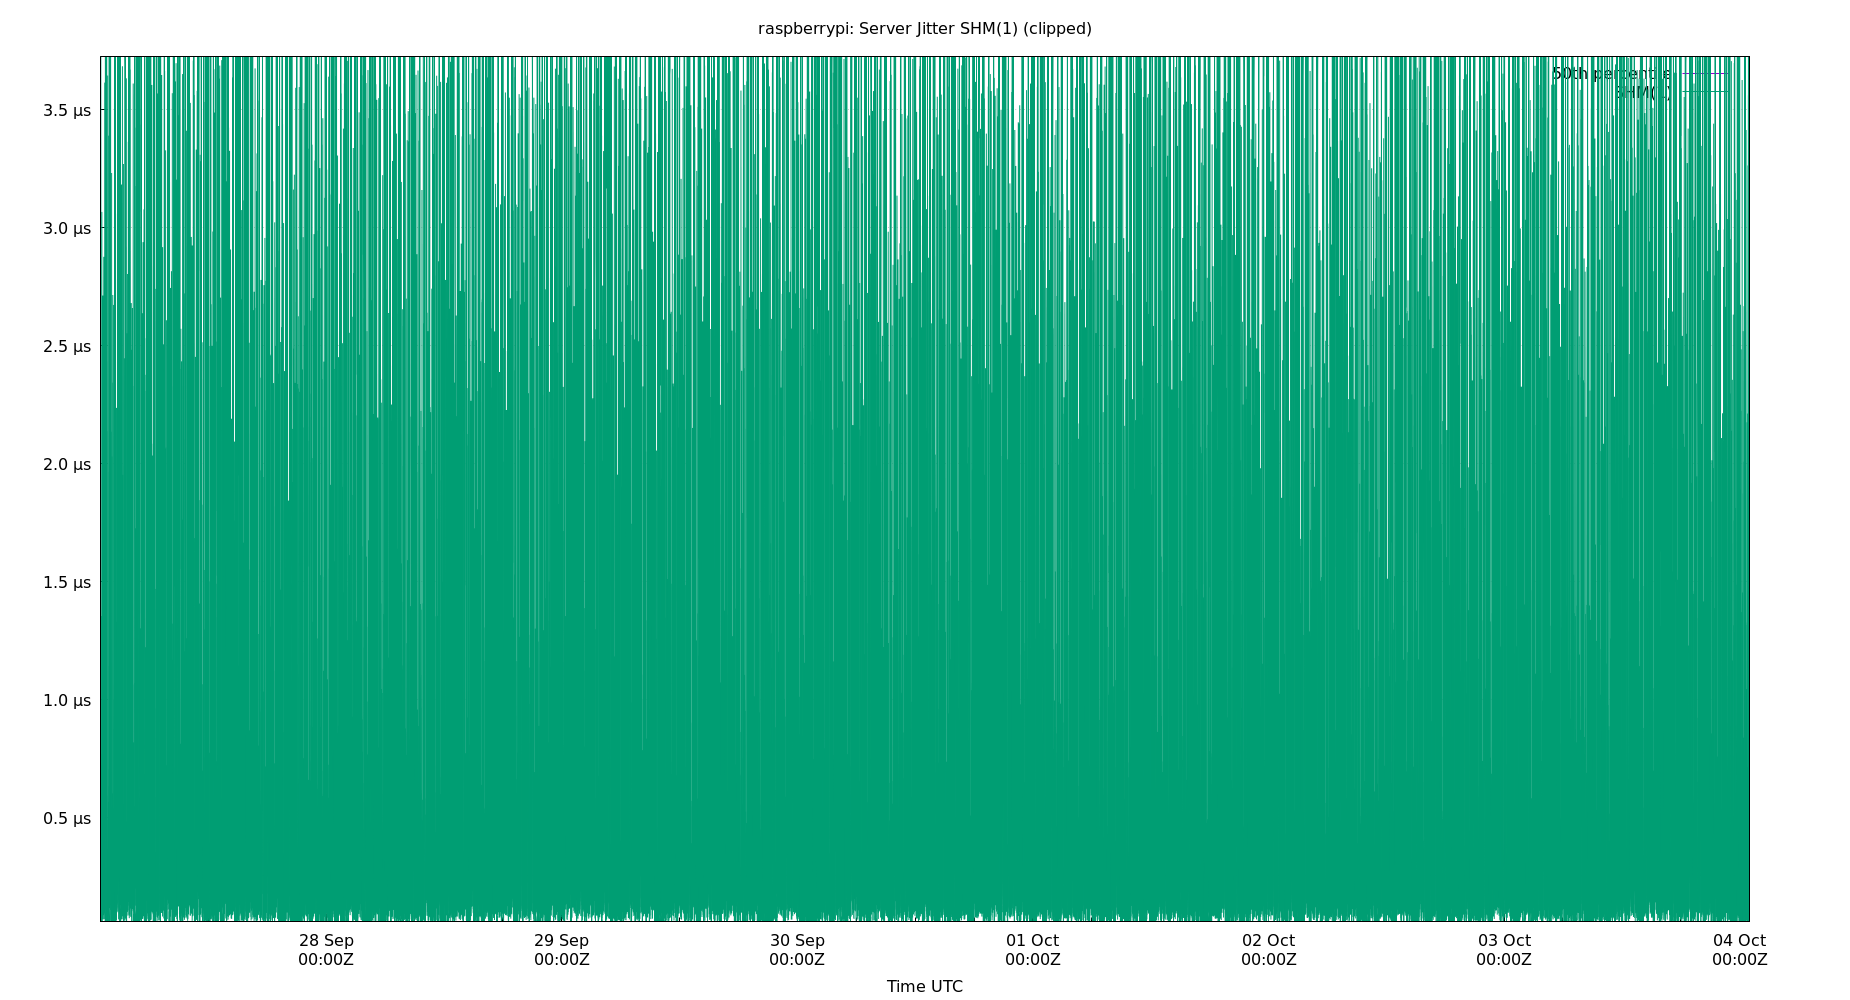 raspberrypi: Server Jitter SHM(1) (clipped)
50th percentile
SHM(1)
3.5 μs
3.0 μs
2.5 μs
2.0 μs
1.5 μs
1.0 μs
0.5 μs
28 Sep 29 Sep 30 Sep 01 Oct 02 Oct 03 Oct 04 Oct
00:00Z 00:00Z 00:00Z 00:00Z 00:00Z 00:00Z 00:00Z
Time UTC